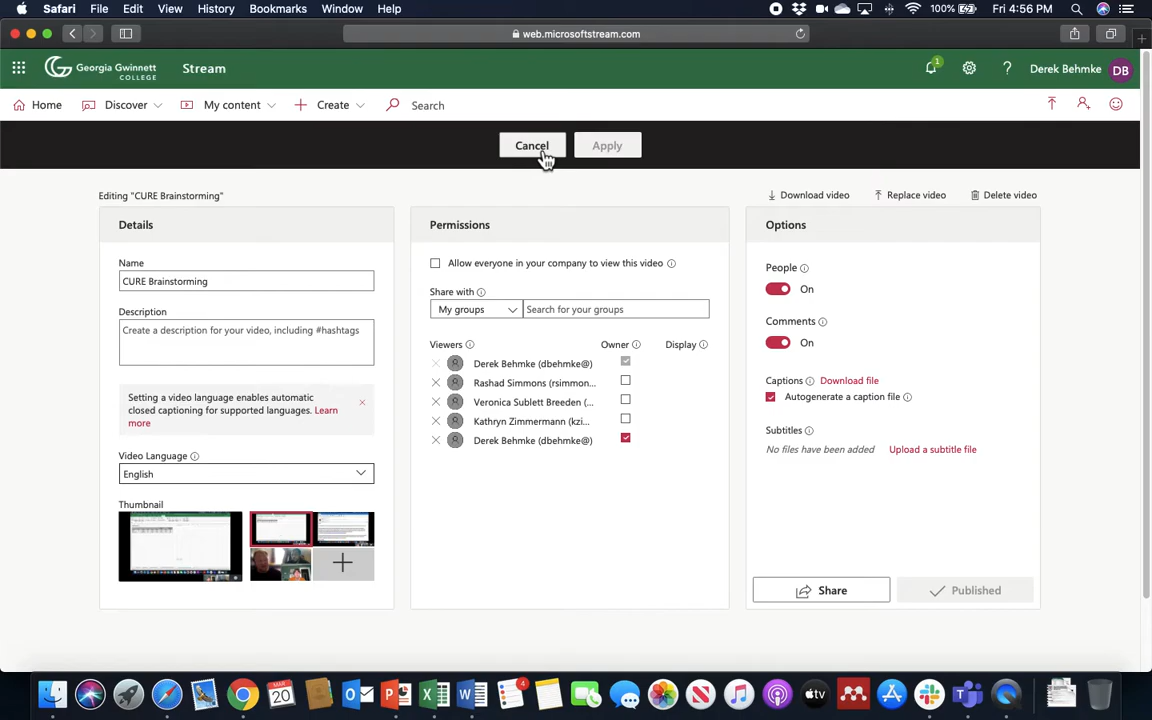 Safari File Edit View History Bookmarks Window Help 100% Fri 4:56 PM
web.microsoftstream.com
Georgia Gwinnett
COLLEGE
Stream
1
Derek Behmke DB
Home Discover My content Create Search
Cancel Apply
Editing "CURE Brainstorming" Download video Replace video Delete video
Details Permissions Options
Name
CURE Brainstorming
Description
Create a description for your video, including #hashtags
Setting a video language enables automatic
closed captioning for supported languages. Learn
more
Video Language
English
Thumbnail
Allow everyone in your company to view this video
Share with
My groups Search for your groups
Viewers Owner Display
Derek Behmke (dbehmke@)
Rashad Simmons (rsimmon...
Veronica Sublett Breeden (...
Kathryn Zimmermann (kzi...
Derek Behmke (dbehmke@)
People
On
Comments
On
Captions Download file
Autogenerate a caption file
Subtitles
No files have been added Upload a subtitle file
Share Published
MAR
20
4
tv